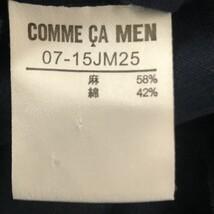 COMME ÇA MEN
07-15JM25
麻 58%
綿 42%